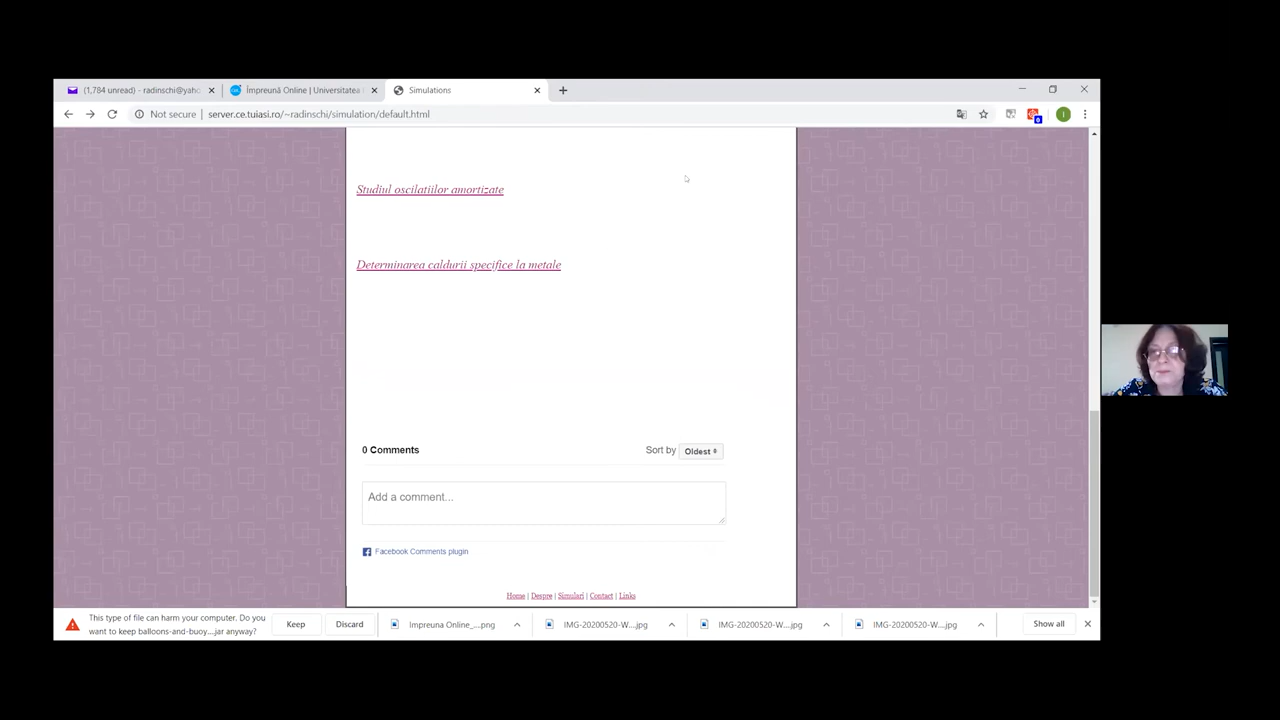 (1,784 unread) - radinschi@yaho
Împreună Online | Universitatea
Simulations
Not secure | server.ce.tuiasi.ro/~radinschi/simulation/default.html
Studiul oscilatiilor amortizate
Determinarea caldurii specifice la metale
0 Comments
Sort by Oldest
Add a comment...
Facebook Comments plugin
Home | Despre | Simulari | Contact | Links
This type of file can harm your computer. Do you
want to keep balloons-and-buoy....jar anyway?
Keep
Discard
Impreuna Online_....png
IMG-20200520-W....jpg
IMG-20200520-W....jpg
IMG-20200520-W....jpg
Show all